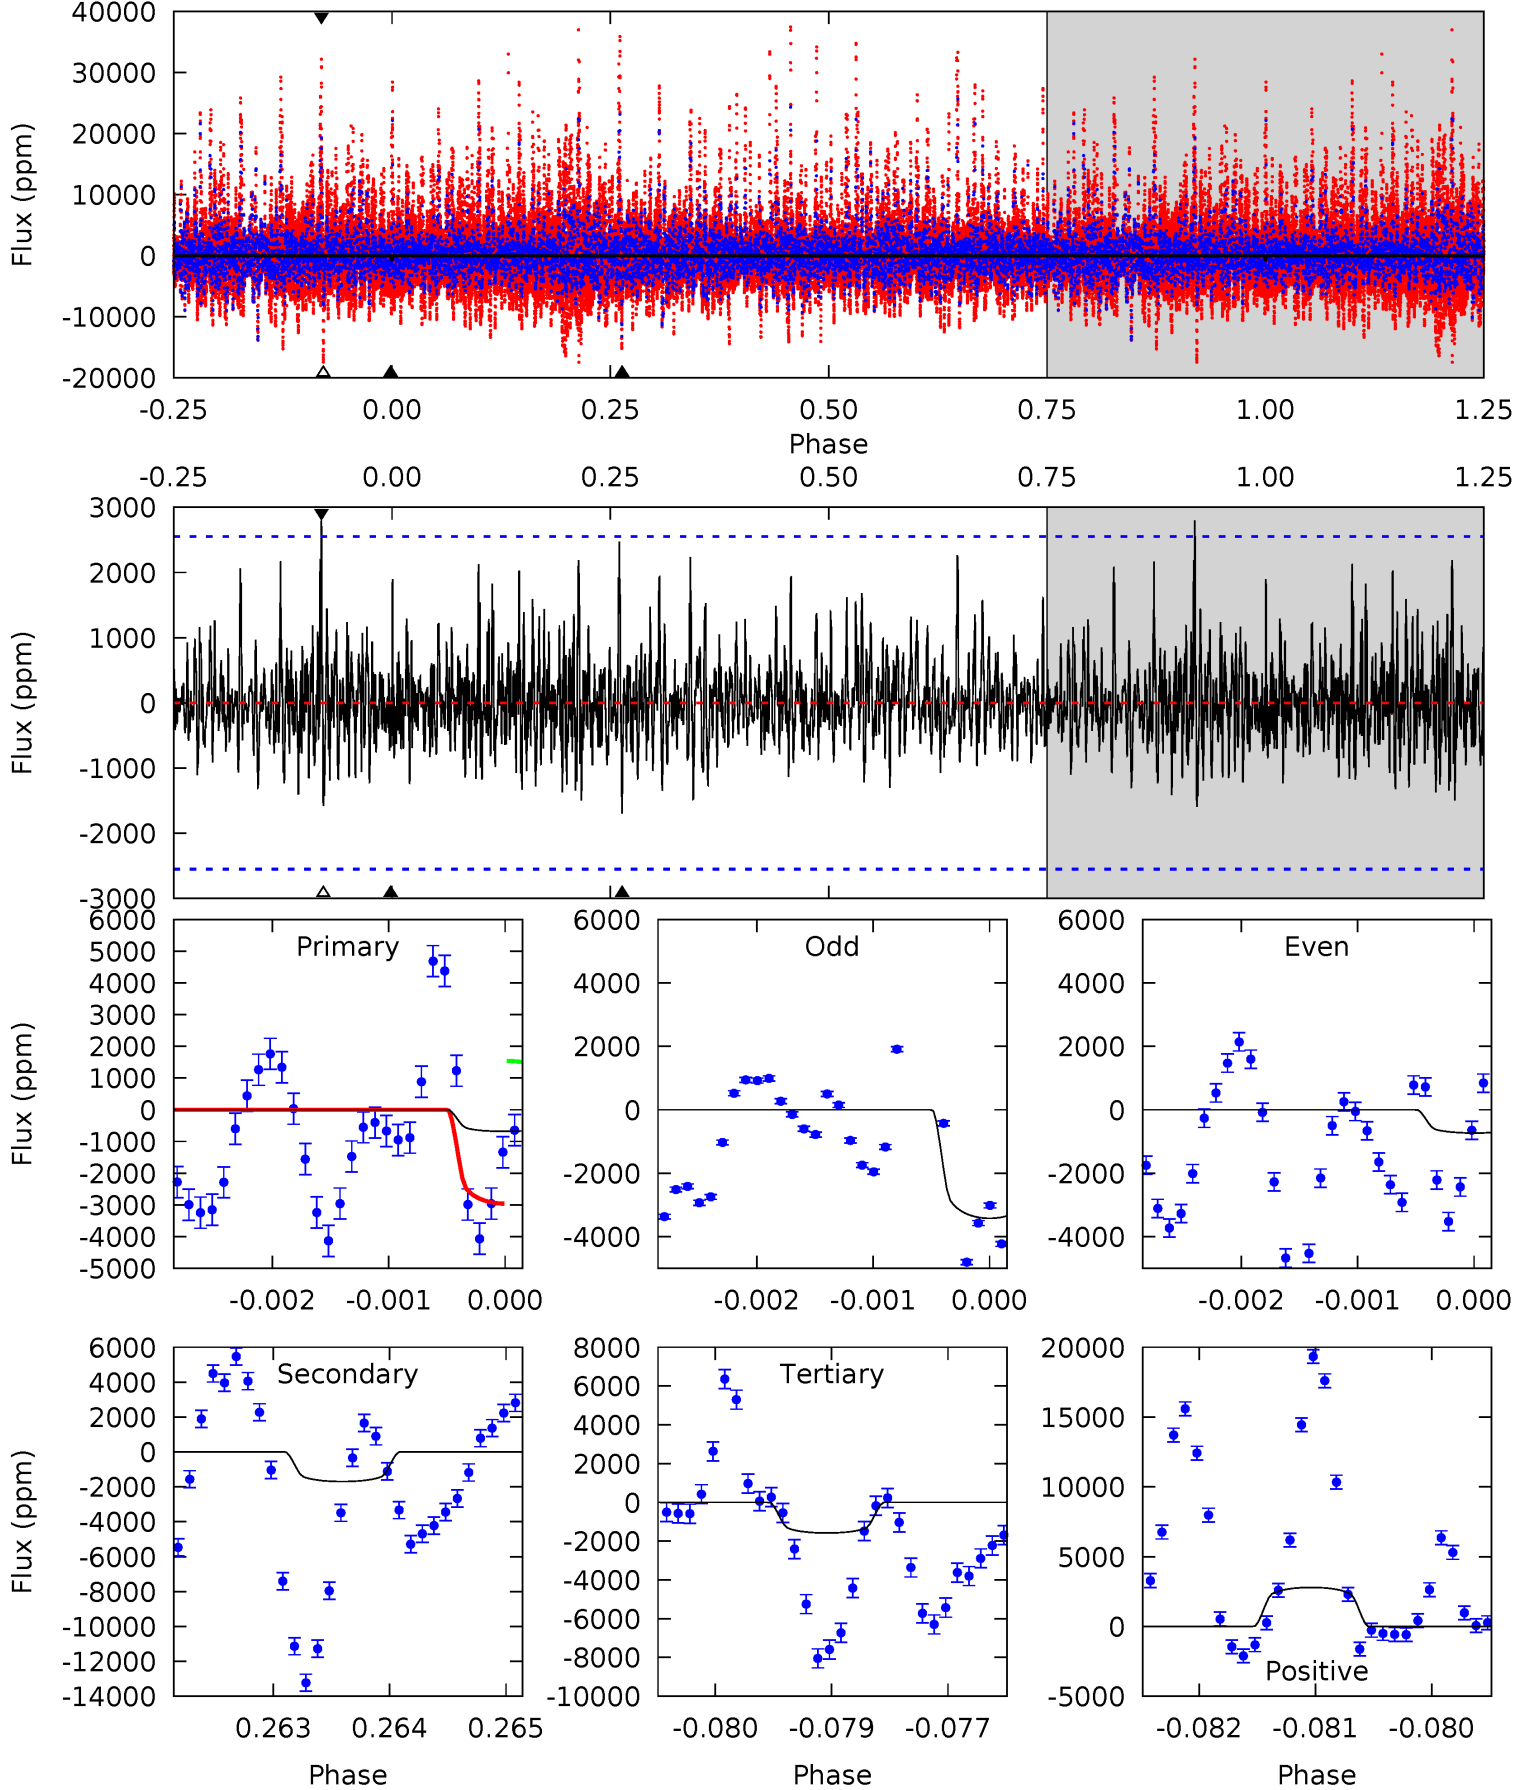 40000
30000
20000
10000
0
-10000
-20000
Flux (ppm)
-0.25 0.00 0.25 0.50 0.75 1.00 1.25
Phase
-0.25 0.00 0.25 0.50 0.75 1.00 1.25
3000
2000
1000
0
-1000
-2000
-3000
Flux (ppm)
Primary
6000
5000
4000
3000
2000
1000
0
-1000
-2000
-3000
-4000
-5000
Flux (ppm)
-0.002 -0.001 0.000
Odd
6000
4000
2000
0
-2000
-4000
-0.002 -0.001 0.000
Even
6000
4000
2000
0
-2000
-4000
-0.002 -0.001 0.000
Secondary
6000
4000
2000
0
-2000
-4000
-6000
-8000
-10000
-12000
-14000
Flux (ppm)
0.263 0.264 0.265
Phase
Tertiary
8000
6000
4000
2000
0
-2000
-4000
-6000
-8000
-10000
-0.080 -0.079 -0.077
Phase
Positive
20000
15000
10000
5000
0
-5000
-0.082 -0.081 -0.080
Phase